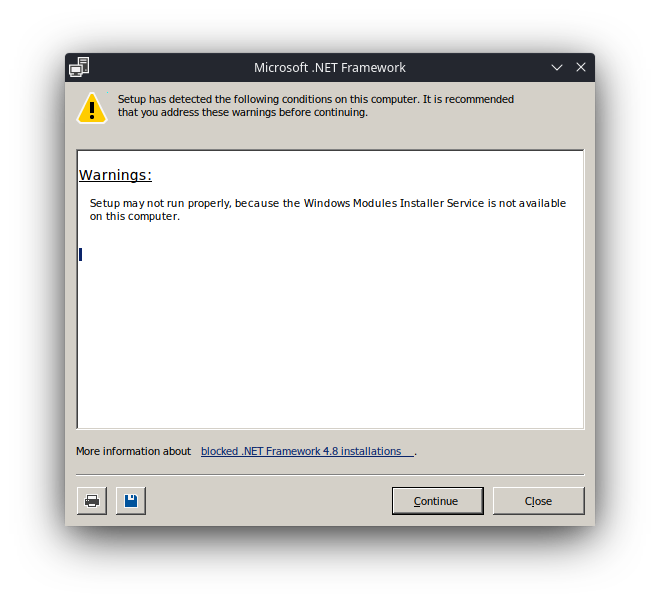 Microsoft .NET Framework
Setup has detected the following conditions on this computer. It is recommended
that you address these warnings before continuing.
Warnings:
Setup may not run properly, because the Windows Modules Installer Service is not available
on this computer.
More information about blocked .NET Framework 4.8 installations .
Continue
Close